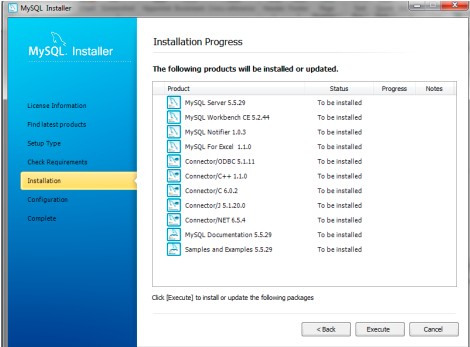 MySQL Installer
MySQL. Installer
License Information
Find latest products
Setup Type
Check Requirements
Installation
Configuration
Complete
Installation Progress
The following products will be installed or updated.
Product Status Progress Notes
MySQL Server 5.5.29 To be installed
MySQL Workbench CE 5.2.44 To be installed
MySQL Notifier 1.0.3 To be installed
MySQL For Excel 1.1.0 To be installed
Connector/ODBC 5.1.11 To be installed
Connector/C++ 1.1.0 To be installed
Connector/C 6.0.2 To be installed
Connector/J 5.1.20.0 To be installed
Connector/NET 6.5.4 To be installed
MySQL Documentation 5.5.29 To be installed
Samples and Examples 5.5.29 To be installed
Click [Execute] to install or update the following packages
< Back Execute Cancel